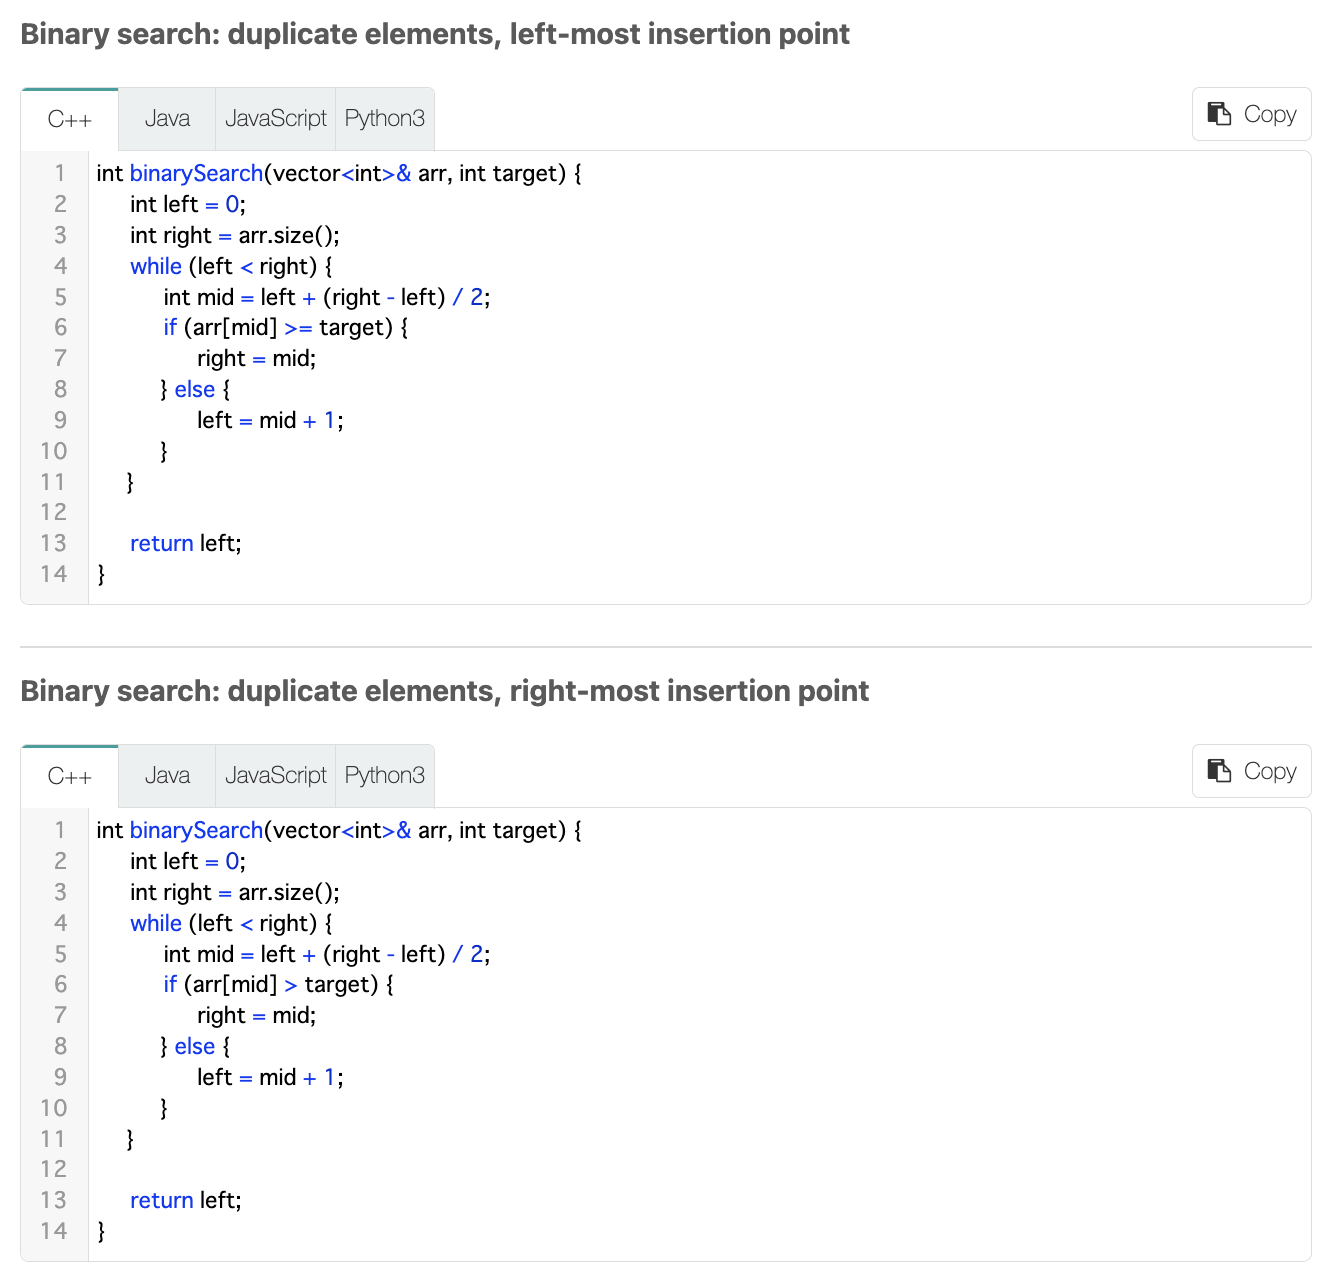 Binary search: duplicate elements, left-most insertion point
C++ Java JavaScript Python3 Copy
1 int binarySearch(vector<int>& arr, int target) {
2 int left = 0;
3 int right = arr.size();
4 while (left < right) {
5 int mid = left + (right - left) / 2;
6 if (arr[mid] >= target) {
7 right = mid;
8 } else {
9 left = mid + 1;
10 }
11 }
12
13 return left;
14 }
Binary search: duplicate elements, right-most insertion point
C++ Java JavaScript Python3 Copy
1 int binarySearch(vector<int>& arr, int target) {
2 int left = 0;
3 int right = arr.size();
4 while (left < right) {
5 int mid = left + (right - left) / 2;
6 if (arr[mid] > target) {
7 right = mid;
8 } else {
9 left = mid + 1;
10 }
11 }
12
13 return left;
14 }